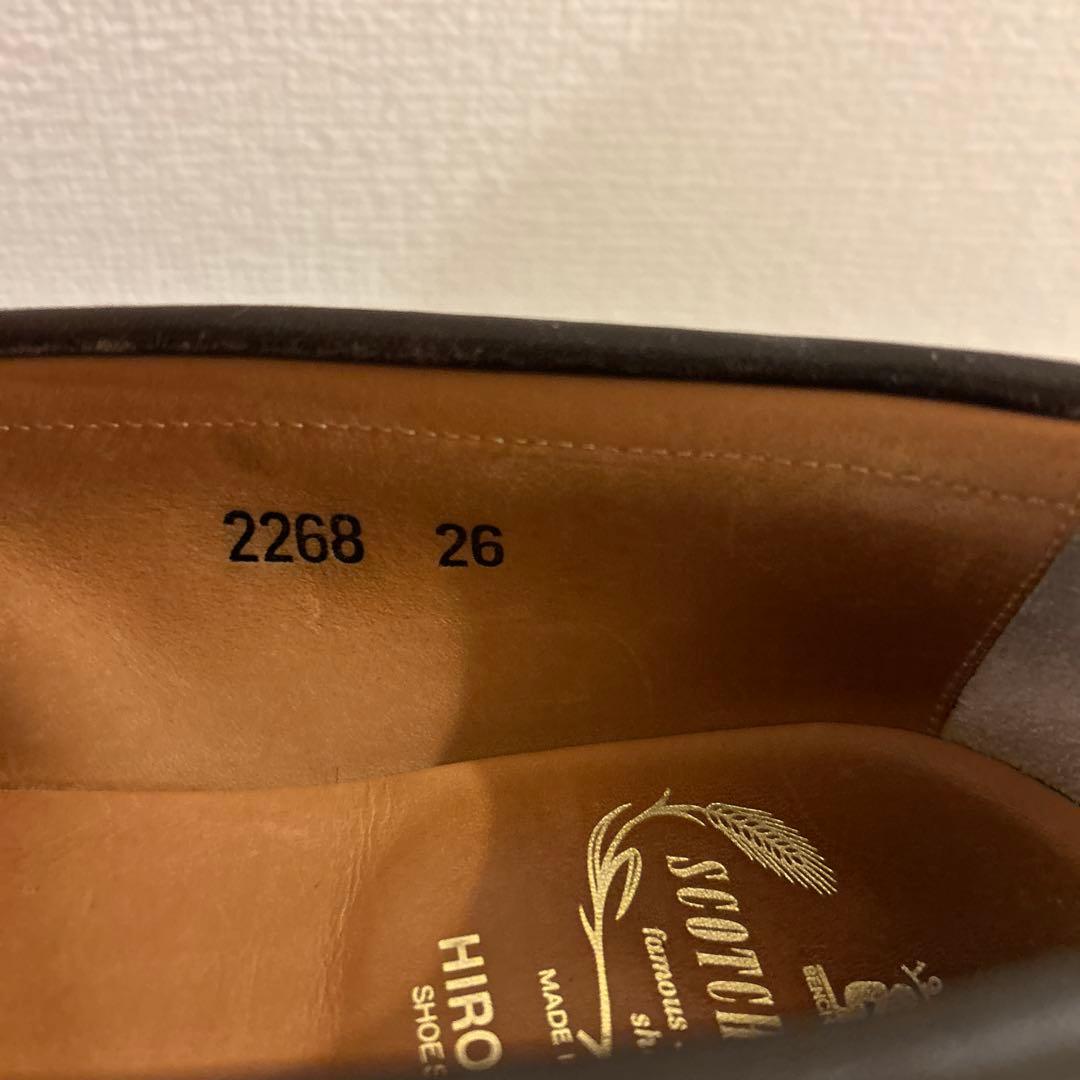 2268 26
SCOTCH
famous
MADE
HIRO
SHOES